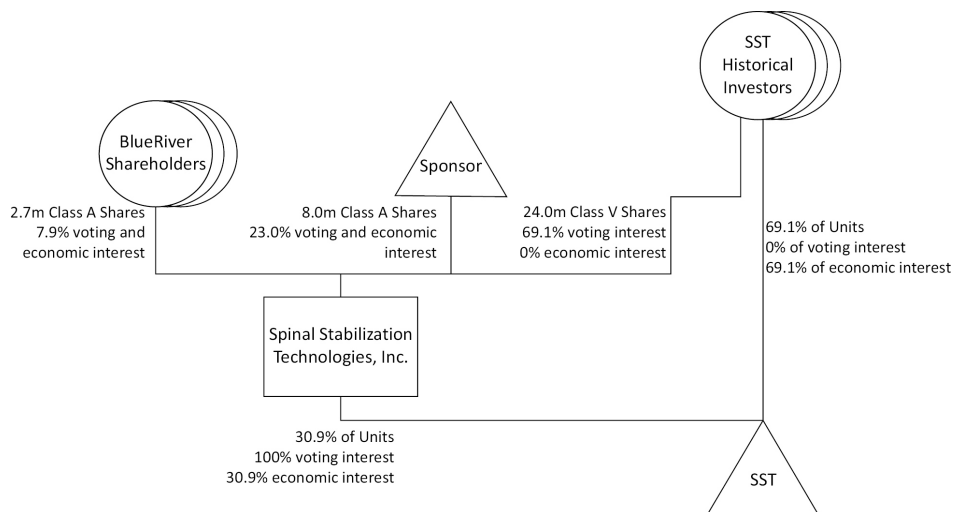 SST
Historical
Investors
BlueRiver
Shareholders
Sponsor
2.7m Class A Shares
7.9% voting and
economic interest
8.0m Class A Shares
23.0% voting and economic
interest
24.0m Class V Shares
69.1% voting interest
0% economic interest
69.1% of Units
0% of voting interest
69.1% of economic interest
Spinal Stabilization
Technologies, Inc.
30.9% of Units
100% voting interest
30.9% economic interest
SST